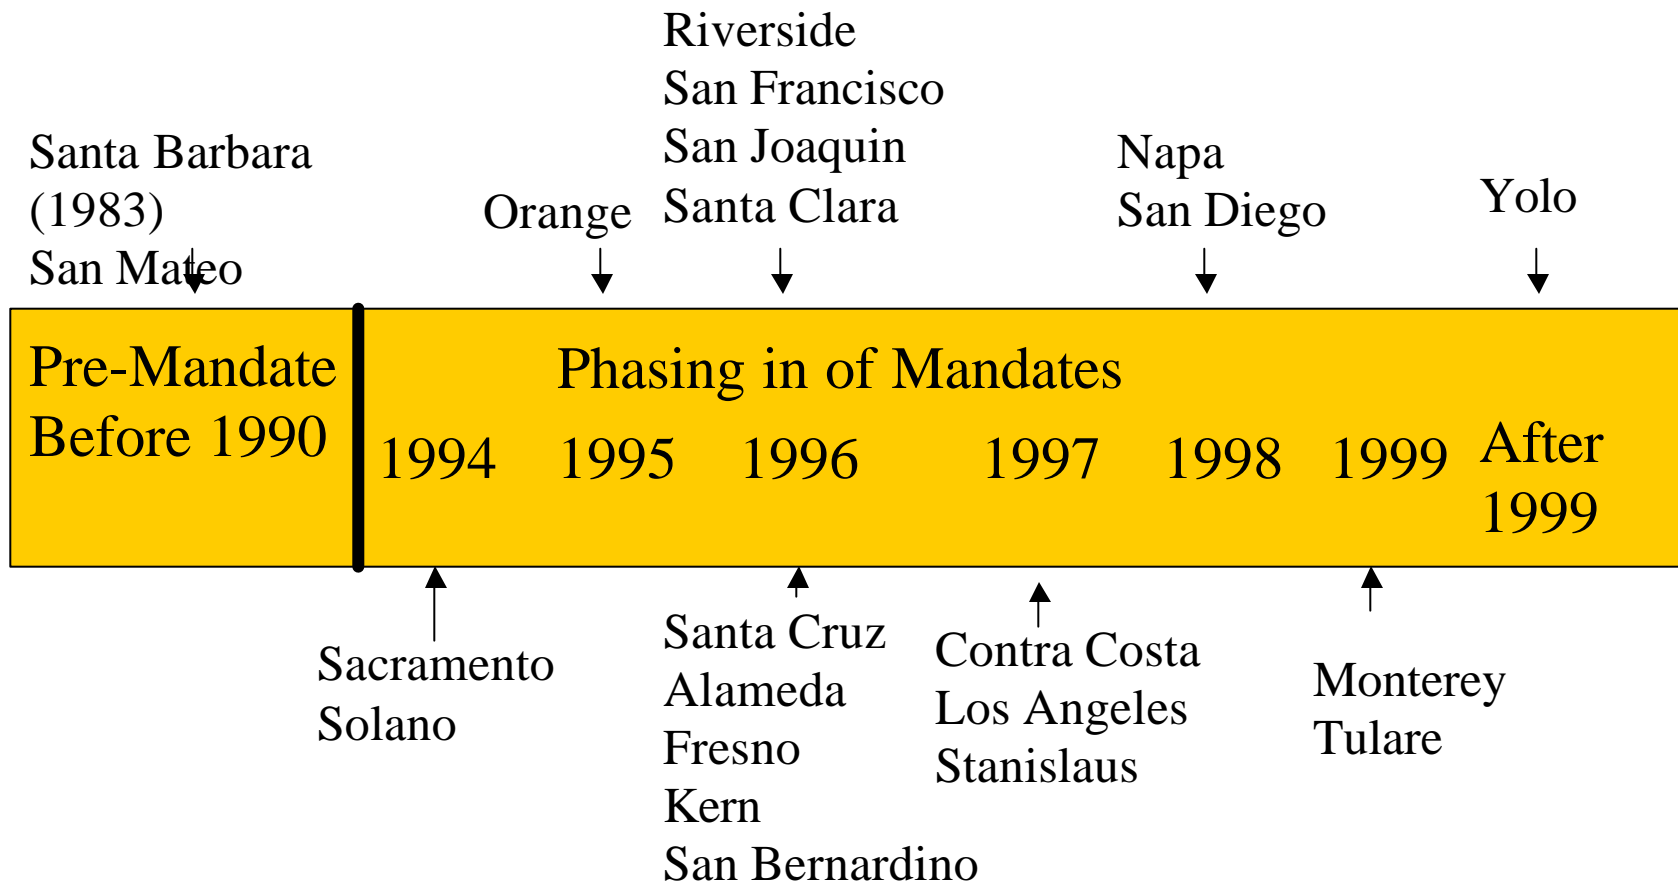 Riverside
San Francisco
San Joaquin
Santa Clara
Santa Barbara
(1983)
San Mateo
Orange
Napa
San Diego
Yolo
Pre-Mandate
Before 1990
Phasing in of Mandates
1994
1995
1996
1997
1998
1999
After
1999
Sacramento
Solano
Santa Cruz
Alameda
Fresno
Kern
San Bernardino
Contra Costa
Los Angeles
Stanislaus
Monterey
Tulare